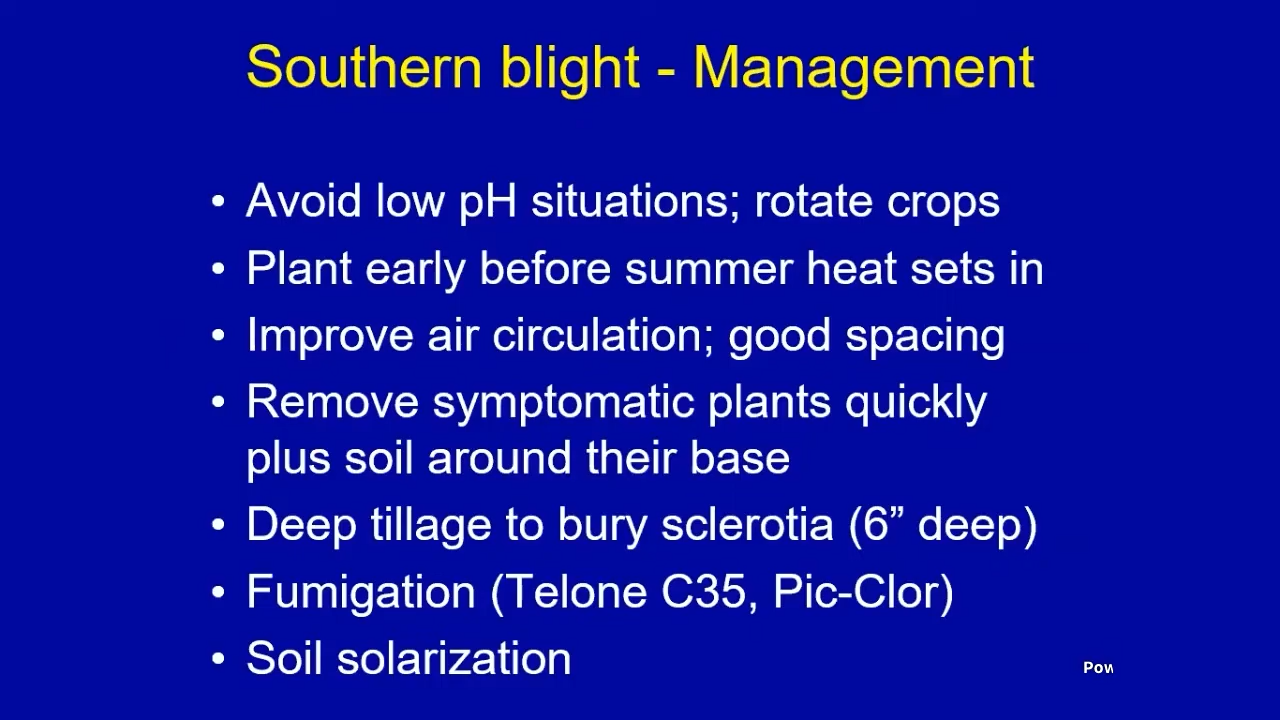 Southern blight - Management
• Avoid low pH situations; rotate crops
• Plant early before summer heat sets in
• Improve air circulation; good spacing
• Remove symptomatic plants quickly
plus soil around their base
• Deep tillage to bury sclerotia (6” deep)
• Fumigation (Telone C35, Pic-Clor)
• Soil solarization